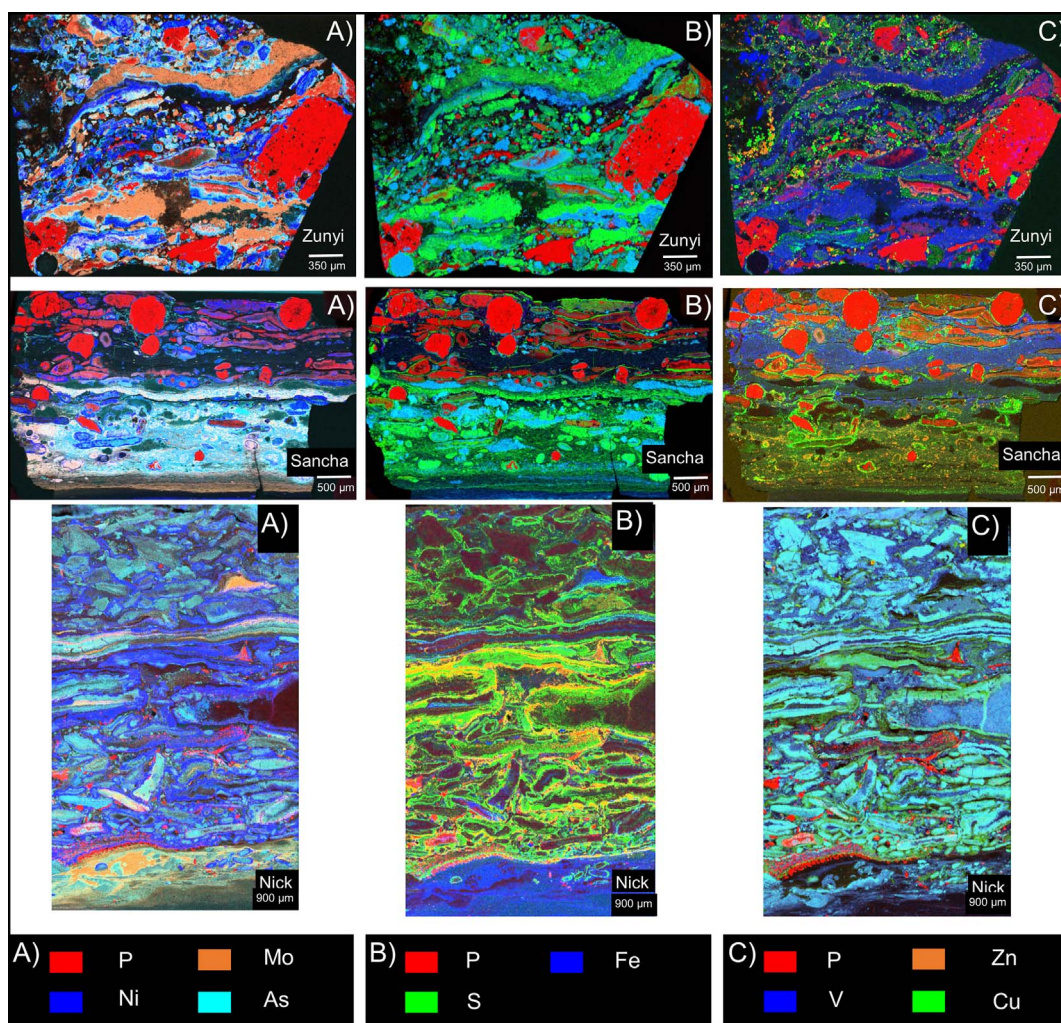 A)
B)
C)
Zunyi
350 µm
Zunyi
350 µm
Zunyi
350 µm
A)
B)
C)
Sancha
500 µm
Sancha
500 µm
Sancha
500 µm
A)
B)
C)
Nick
900 µm
Nick
900 µm
Nick
900 µm
A) P Mo
Ni As
B) P Fe
S
C) P Zn
V Cu